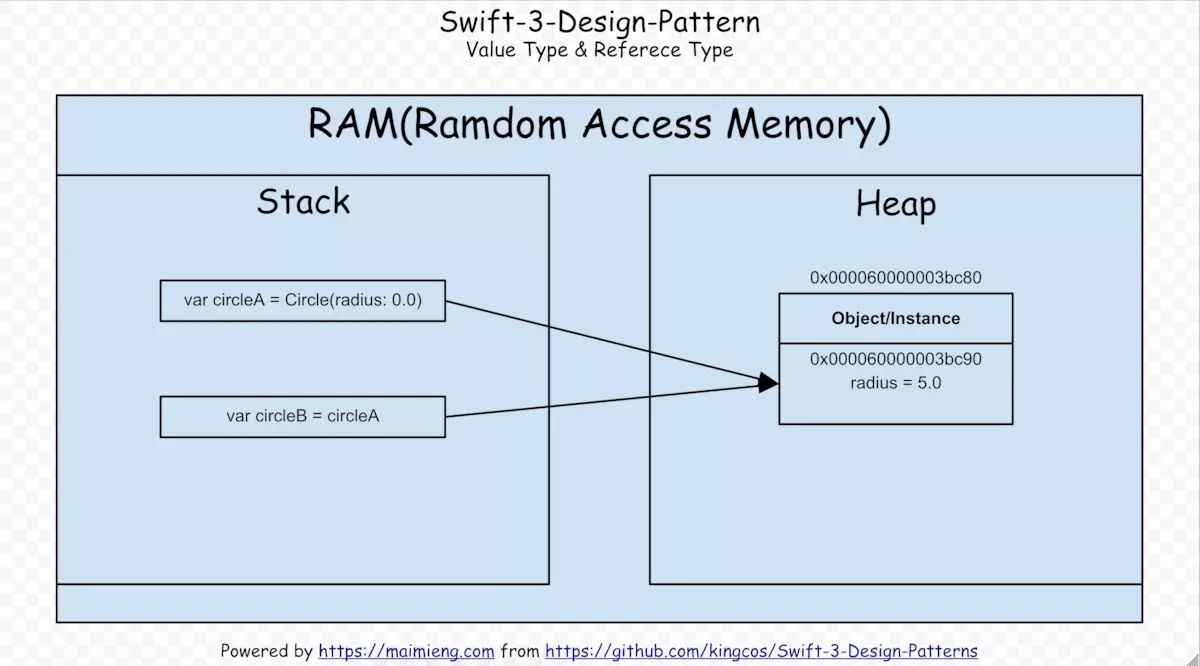 Swift-3-Design-Pattern
Value Type & Referece Type
RAM(Ramdom Access Memory)
Stack
var circleA = Circle(radius: 0.0)
var circleB = circleA
Heap
0x000060000003bc80
Object/Instance
0x000060000003bc90
radius = 5.0
Powered by https://maimieng.com from https://github.com/kingcos/Swift-3-Design-Patterns